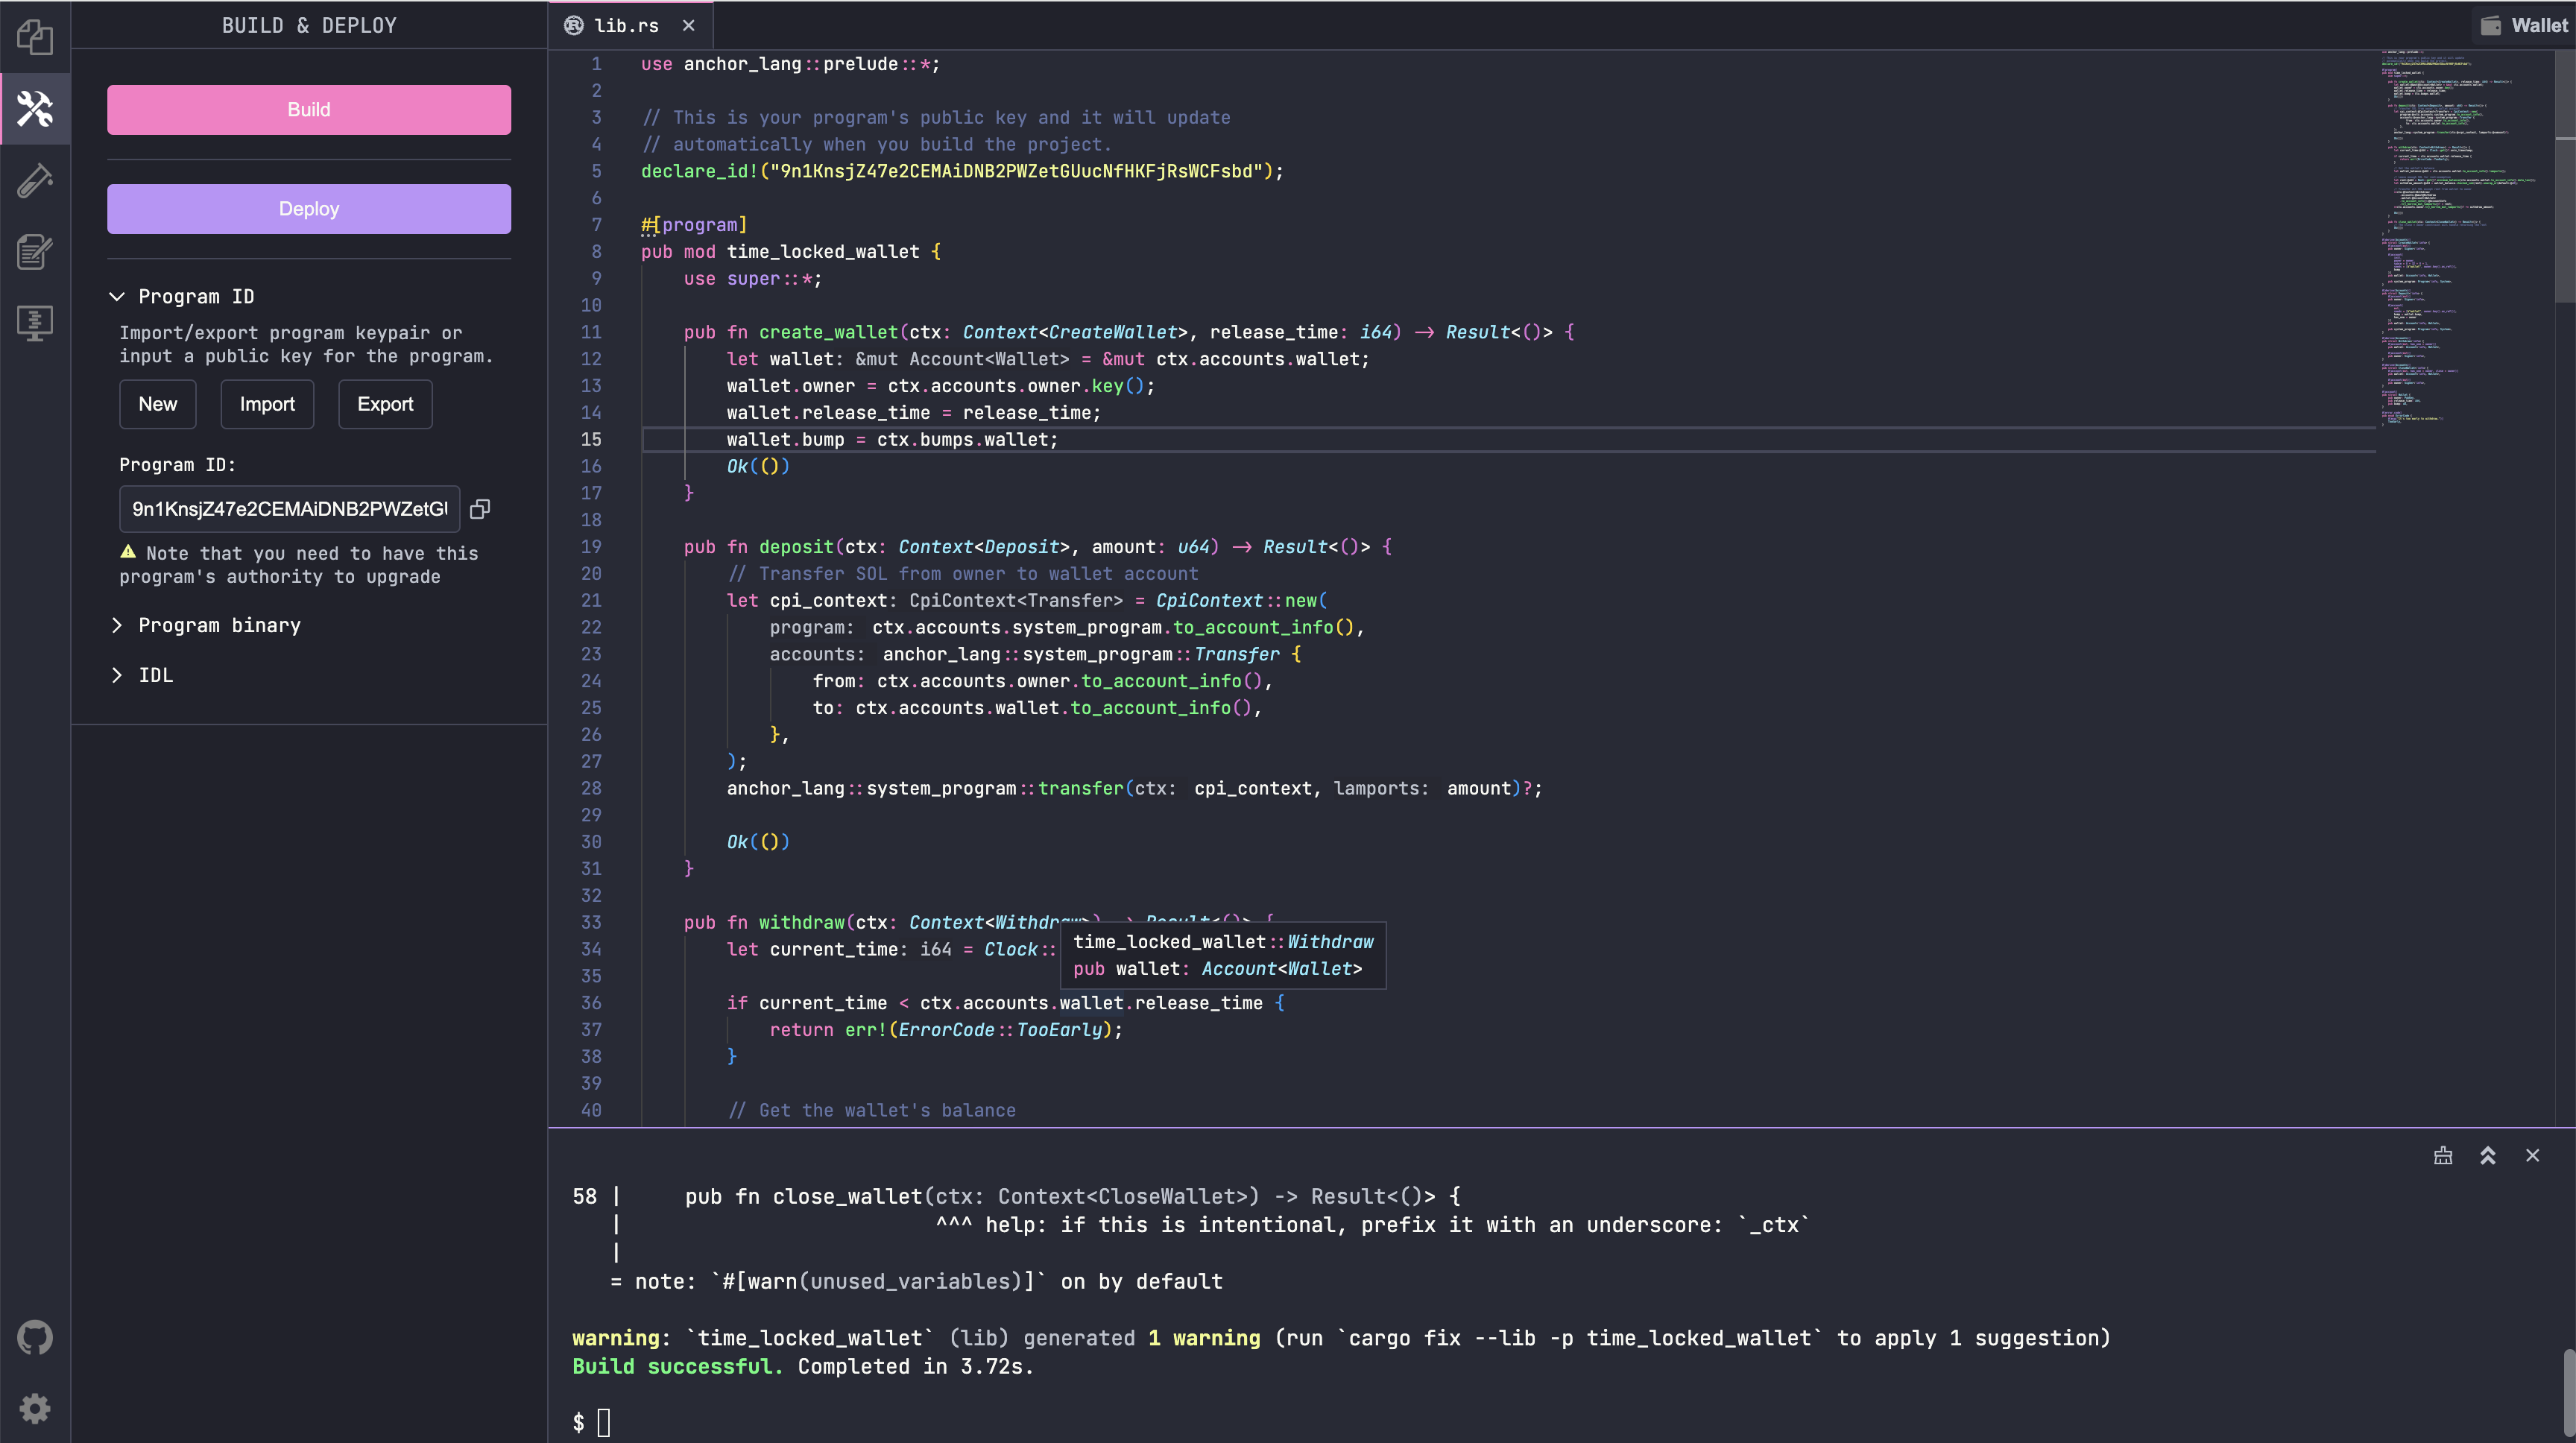 BUILD & DEPLOY
Build
Deploy
Program ID
Import/export program keypair or
input a public key for the program.
New
Import
Export
Program ID:
9n1KnsjZ47e2CEMAiDNB2PWZetGU
Note that you need to have this
program's authority to upgrade
Program binary
IDL
lib.rs
Wallet
1 use anchor_lang::prelude::*;
2
3 // This is your program's public key and it will update
4 // automatically when you build the project.
5 declare_id!("9n1KnsjZ47e2CEMAiDNB2PWZetGUucNfHKFjRsWCFsbd");
6
7 #[program]
8 pub mod time_locked_wallet {
9 use super::*;
10
11 pub fn create_wallet(ctx: Context<CreateWallet>, release_time: i64) -> Result<()> {
12 let wallet: &mut Account<Wallet> = &mut ctx.accounts.wallet;
13 wallet.owner = ctx.accounts.owner.key();
14 wallet.release_time = release_time;
15 wallet.bump = ctx.bumps.wallet;
16 Ok(())
17 }
18
19 pub fn deposit(ctx: Context<Deposit>, amount: u64) -> Result<()> {
20 // Transfer SOL from owner to wallet account
21 let cpi_context: CpiContext<Transfer> = CpiContext::new(
22 program: ctx.accounts.system_program.to_account_info(),
23 accounts: anchor_lang::system_program::Transfer {
24 from: ctx.accounts.owner.to_account_info(),
25 to: ctx.accounts.wallet.to_account_info(),
26 },
27 );
28 anchor_lang::system_program::transfer(ctx: cpi_context, lamports: amount)?;
29
30 Ok(())
31 }
32
33 pub fn withdraw(ctx: Context<Withdraw>) -> Result<()> {
34 let current_time: i64 = Clock::
time_locked_wallet::Withdraw
pub wallet: Account<Wallet>
35
36 if current_time < ctx.accounts.wallet.release_time {
37 return err!(ErrorCode::TooEarly);
38 }
39
40 // Get the wallet's balance
58 | pub fn close_wallet(ctx: Context<CloseWallet>) -> Result<()> {
| ^^^ help: if this is intentional, prefix it with an underscore: `_ctx`
|
= note: `#[warn(unused_variables)]` on by default
warning: `time_locked_wallet` (lib) generated 1 warning (run `cargo fix --lib -p time_locked_wallet` to apply 1 suggestion)
Build successful. Completed in 3.72s.
$